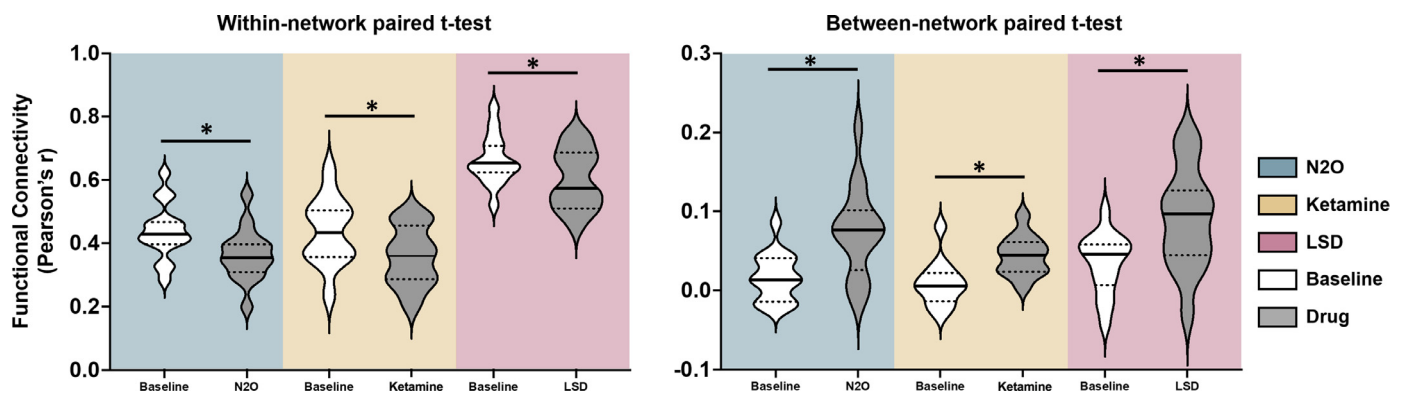 Within-network paired t-test
Between-network paired t-test
Functional Connectivity
(Pearson's r)
1.0
0.8
0.6
0.4
0.2
0.0
*
*
*
Baseline
N2O
Baseline
Ketamine
Baseline
LSD
0.3
0.2
0.1
0.0
-0.1
*
*
*
Baseline
N2O
Baseline
Ketamine
Baseline
LSD
N2O
Ketamine
LSD
Baseline
Drug